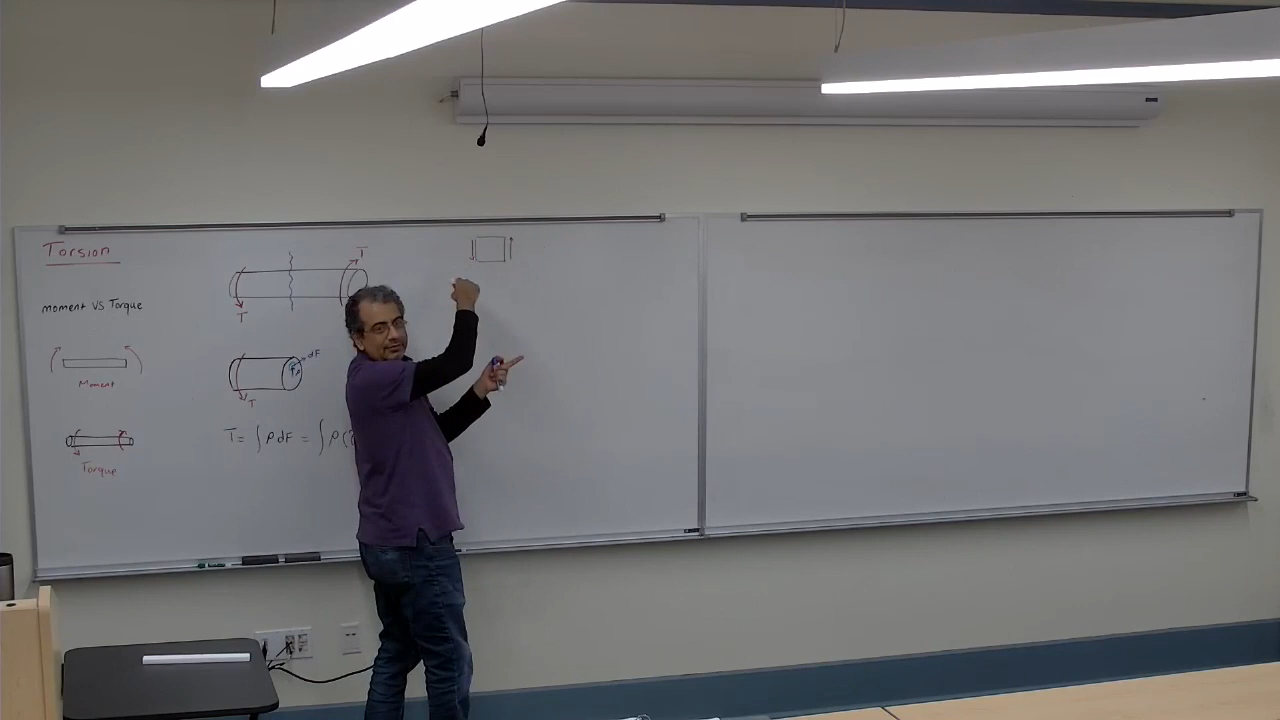 Torsion
moment VS Torque
Moment
Torque
T
T
dF
ρ
T
T = ∫ ρ dF = ∫ ρ (